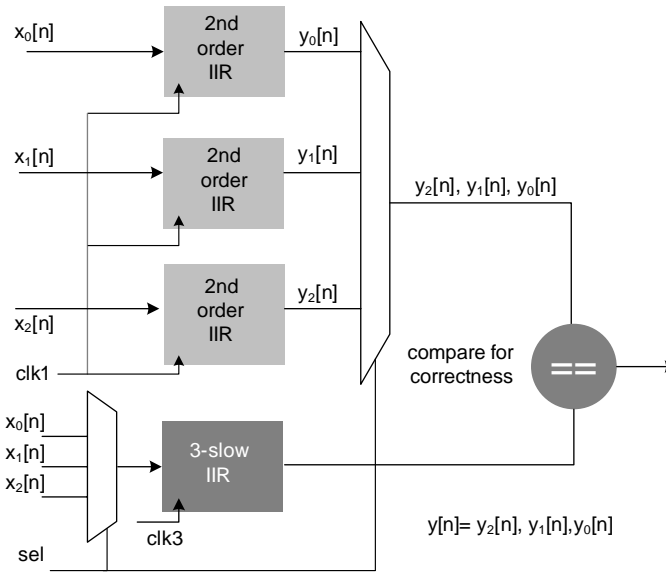 x₀[n]
2nd
order
IIR
y₀[n]
x₁[n]
2nd
order
IIR
y₁[n]
y₂[n], y₁[n], y₀[n]
x₂[n]
2nd
order
IIR
y₂[n]
clk1
compare for
correctness
==
x₀[n]
x₁[n]
x₂[n]
3-slow
IIR
clk3
y[n]= y₂[n], y₁[n],y₀[n]
sel